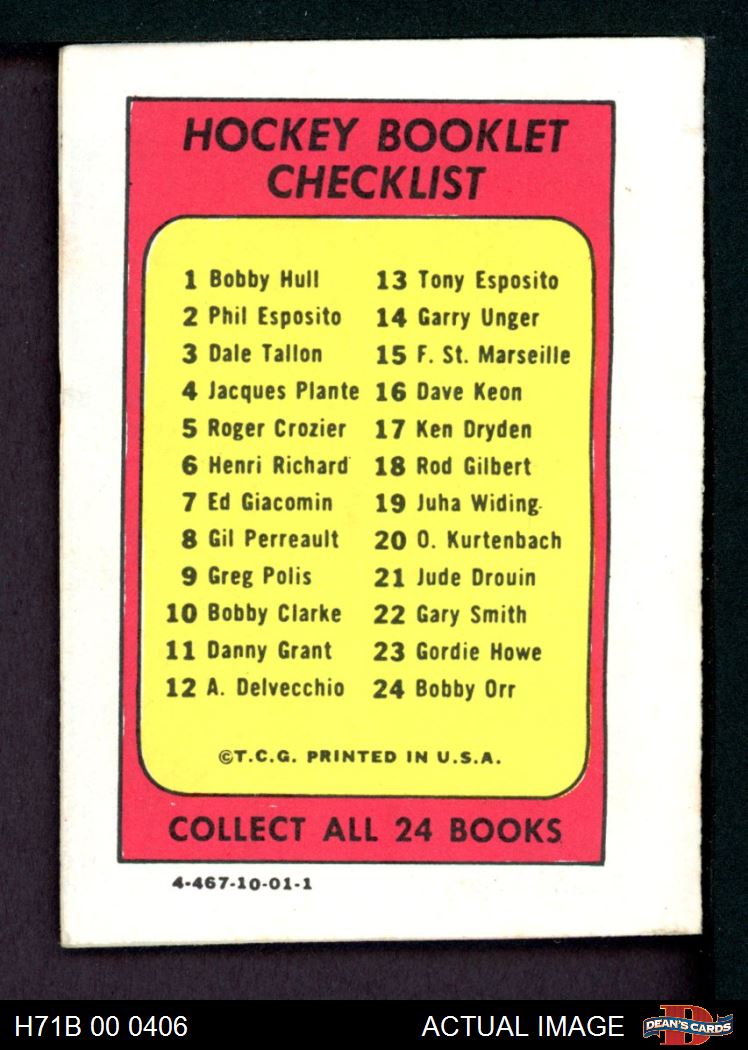 HOCKEY BOOKLET
CHECKLIST
1 Bobby Hull
2 Phil Esposito
3 Dale Tallon
4 Jacques Plante
5 Roger Crozier
6 Henri Richard
7 Ed Giacomin
8 Gil Perreault
9 Greg Polis
10 Bobby Clarke
11 Danny Grant
12 A. Delvecchio
13 Tony Esposito
14 Garry Unger
15 F. St. Marseille
16 Dave Keon
17 Ken Dryden
18 Rod Gilbert
19 Juha Widing
20 O. Kurtenbach
21 Jude Drouin
22 Gary Smith
23 Gordie Howe
24 Bobby Orr
©T.C.G. PRINTED IN U.S.A.
COLLECT ALL 24 BOOKS
4-467-10-01-1
H71B 00 0406
ACTUAL IMAGE
D
DEAN'S CARDS